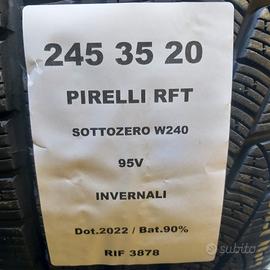 245 35 20
PIRELLI RFT
SOTTOZERO W240
95V
INVERNALI
Dot.2022 / Bat.90%
RIF 3878
subito